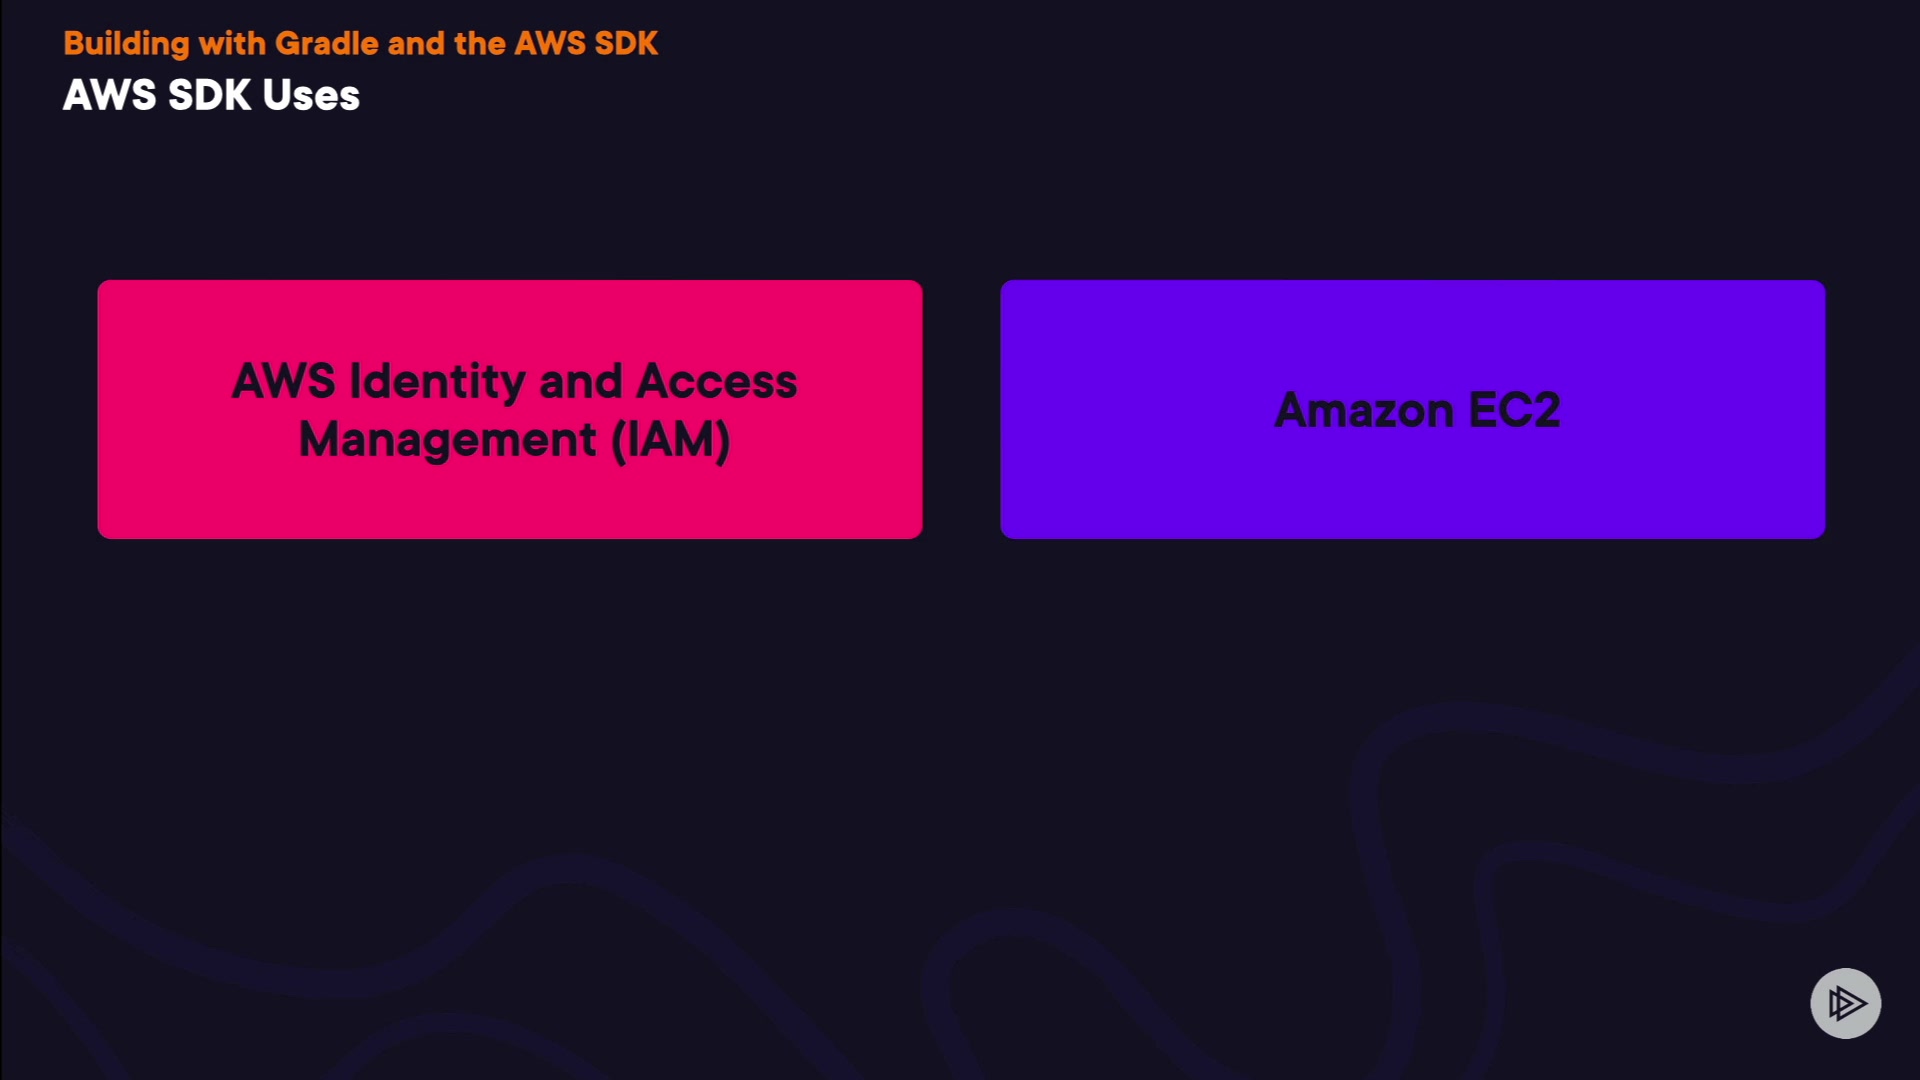 Building with Gradle and the AWS SDK
AWS SDK Uses
AWS Identity and Access
Management (IAM)
Amazon EC2